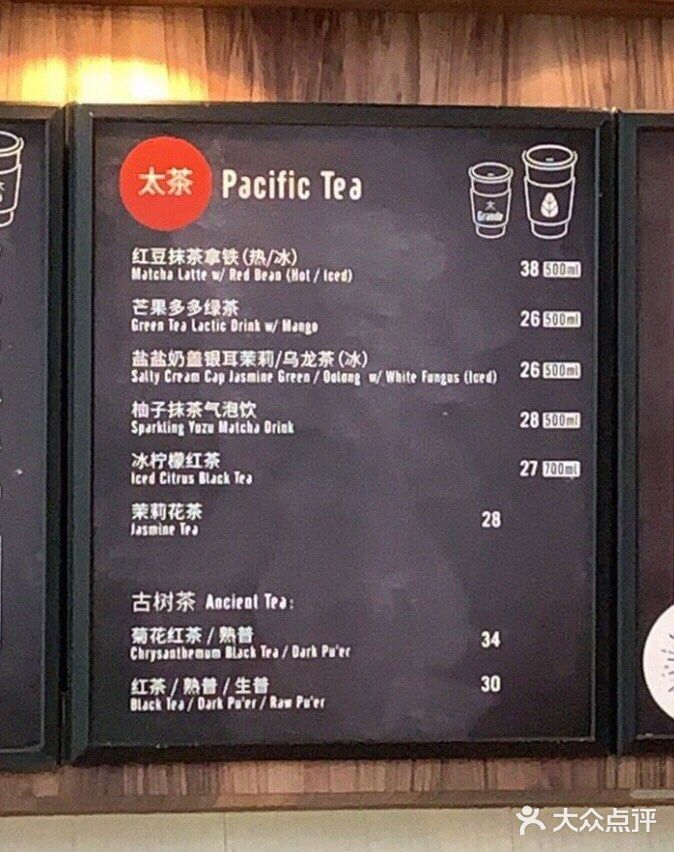 太茶 Pacific Tea
大
Grande
红豆抹茶拿铁(热/冰)
Matcha Latte w/ Red Bean (Hot / Iced)
38 500ml
芒果多多绿茶
Green Tea Lactic Drink w/ Mango
26 500ml
盐盐奶盖银耳茉莉/乌龙茶(冰)
Salty Cream Cap Jasmine Green / Oolong w/ White Fungus (Iced)
26 500ml
柚子抹茶气泡饮
Sparkling Yuzu Matcha Drink
28 500ml
冰柠檬红茶
Iced Citrus Black Tea
27 700ml
茉莉花茶
Jasmine Tea
28
古树茶 Ancient Tea:
菊花红茶 / 熟普
Chrysanthemum Black Tea / Dark Pu'er
34
红茶 / 熟普 / 生普
Black Tea / Dark Pu'er / Raw Pu'er
30
大众点评